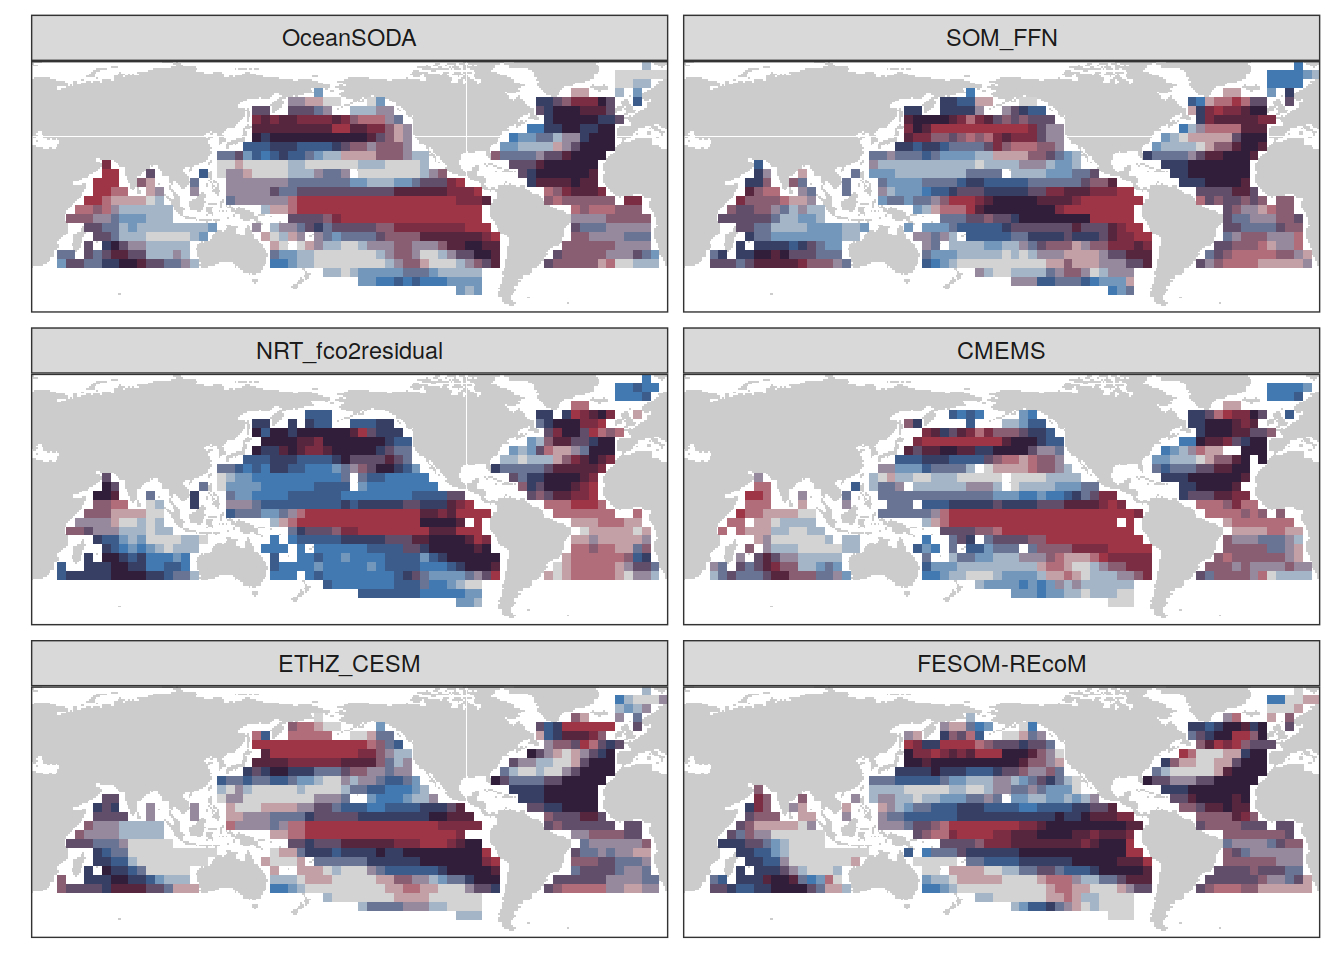 OceanSODA
SOM_FFN
NRT_fco2residual
CMEMS
ETHZ_CESM
FESOM-REcoM